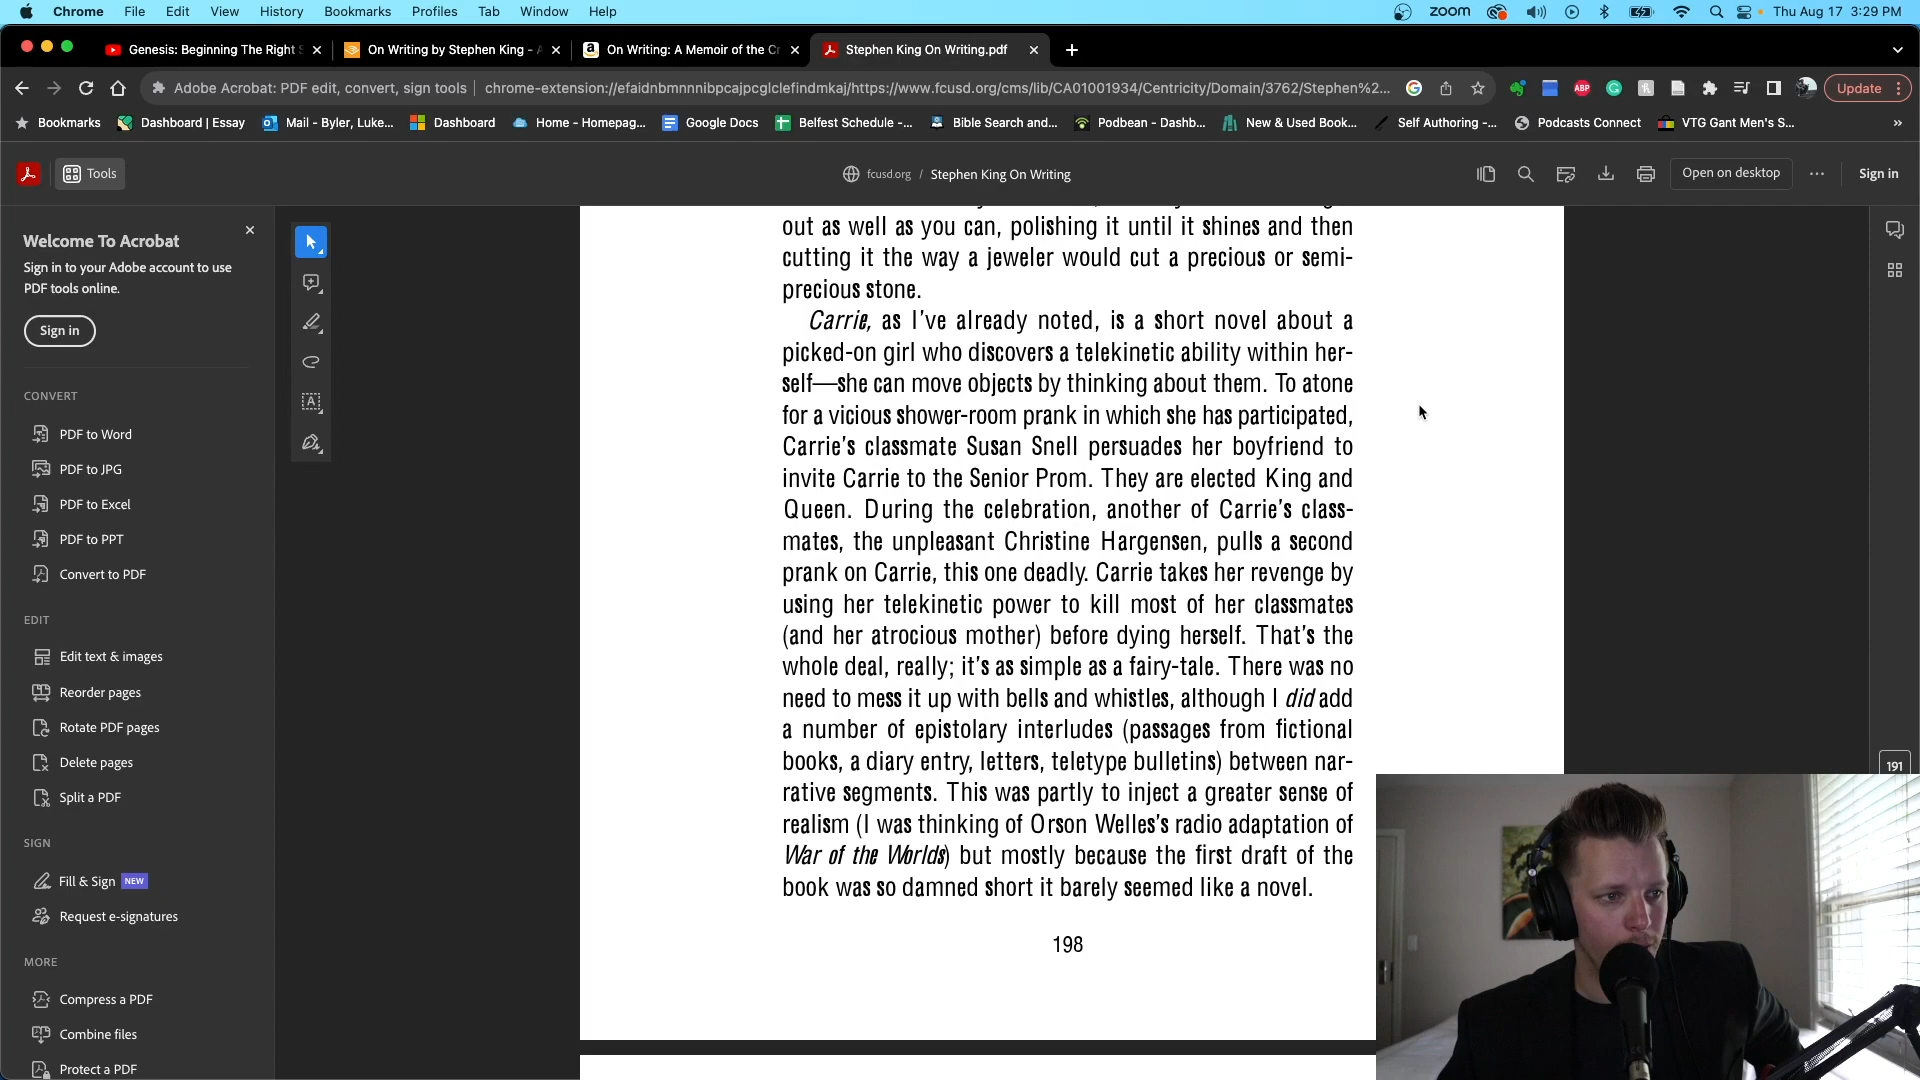 Chrome File Edit View History Bookmarks Profiles Tab Window Help zoom Thu Aug 17 3:29 PM
Genesis: Beginning The Right S On Writing by Stephen King - A On Writing: A Memoir of the Cr Stephen King On Writing.pdf
Adobe Acrobat: PDF edit, convert, sign tools chrome-extension://efaidnbmnnnibpcajpcglclefindmkaj/https://www.fcusd.org/cms/lib/CA01001934/Centricity/Domain/3762/Stephen%2... ABP Update
Bookmarks Dashboard | Essay Mail - Byler, Luke... Dashboard Home - Homepag... Google Docs Belfest Schedule -... Bible Search and... Podbean - Dashb... New & Used Book... Self Authoring -... Podcasts Connect VTG Gant Men's S... »
Tools fcusd.org / Stephen King On Writing Open on desktop Sign in
Welcome To Acrobat
Sign in to your Adobe account to use
PDF tools online.
Sign in
CONVERT
PDF to Word
PDF to JPG
PDF to Excel
PDF to PPT
Convert to PDF
EDIT
Edit text & images
Reorder pages
Rotate PDF pages
Delete pages
Split a PDF
SIGN
Fill & Sign NEW
Request e-signatures
MORE
Compress a PDF
Combine files
Protect a PDF
out as well as you can, polishing it until it shines and then
cutting it the way a jeweler would cut a precious or semi-
precious stone.
Carrie, as I've already noted, is a short novel about a
picked-on girl who discovers a telekinetic ability within her-
self—she can move objects by thinking about them. To atone
for a vicious shower-room prank in which she has participated,
Carrie's classmate Susan Snell persuades her boyfriend to
invite Carrie to the Senior Prom. They are elected King and
Queen. During the celebration, another of Carrie's class-
mates, the unpleasant Christine Hargensen, pulls a second
prank on Carrie, this one deadly. Carrie takes her revenge by
using her telekinetic power to kill most of her classmates
(and her atrocious mother) before dying herself. That's the
whole deal, really; it's as simple as a fairy-tale. There was no
need to mess it up with bells and whistles, although I did add
a number of epistolary interludes (passages from fictional
books, a diary entry, letters, teletype bulletins) between nar-
rative segments. This was partly to inject a greater sense of
realism (I was thinking of Orson Welles's radio adaptation of
War of the Worlds) but mostly because the first draft of the
book was so damned short it barely seemed like a novel.
198
191